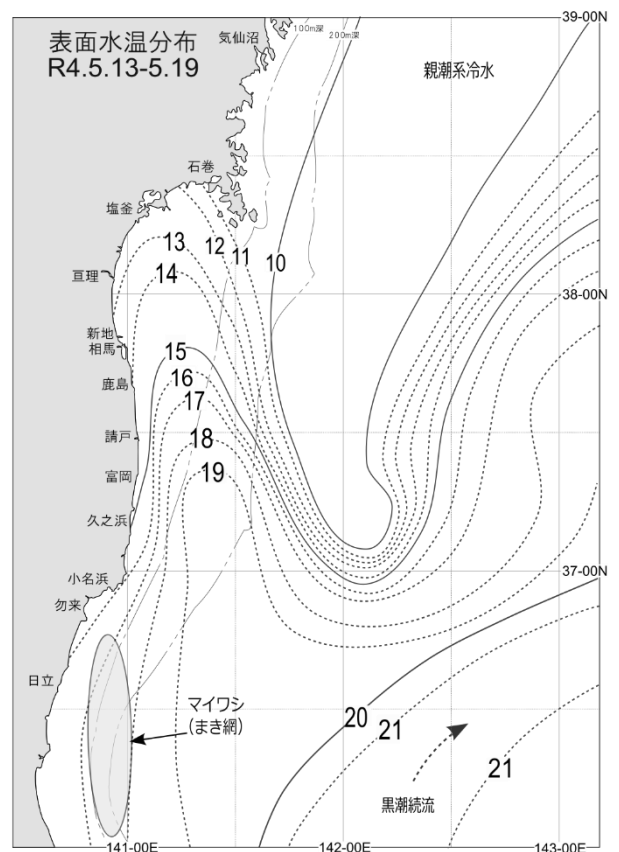 表面水温分布
R4.5.13-5.19
気仙沼
100m深
200m深
39-00N
親潮系冷水
石巻
塩釜
亘理
13
12
11
10
14
38-00N
新地
相馬
鹿島
請戸
富岡
久之浜
小名浜
勿来
日立
15
16
17
18
19
37-00N
マイワシ
(まき網)
20
21
21
黒潮続流
141-00E
142-00E
143-00E